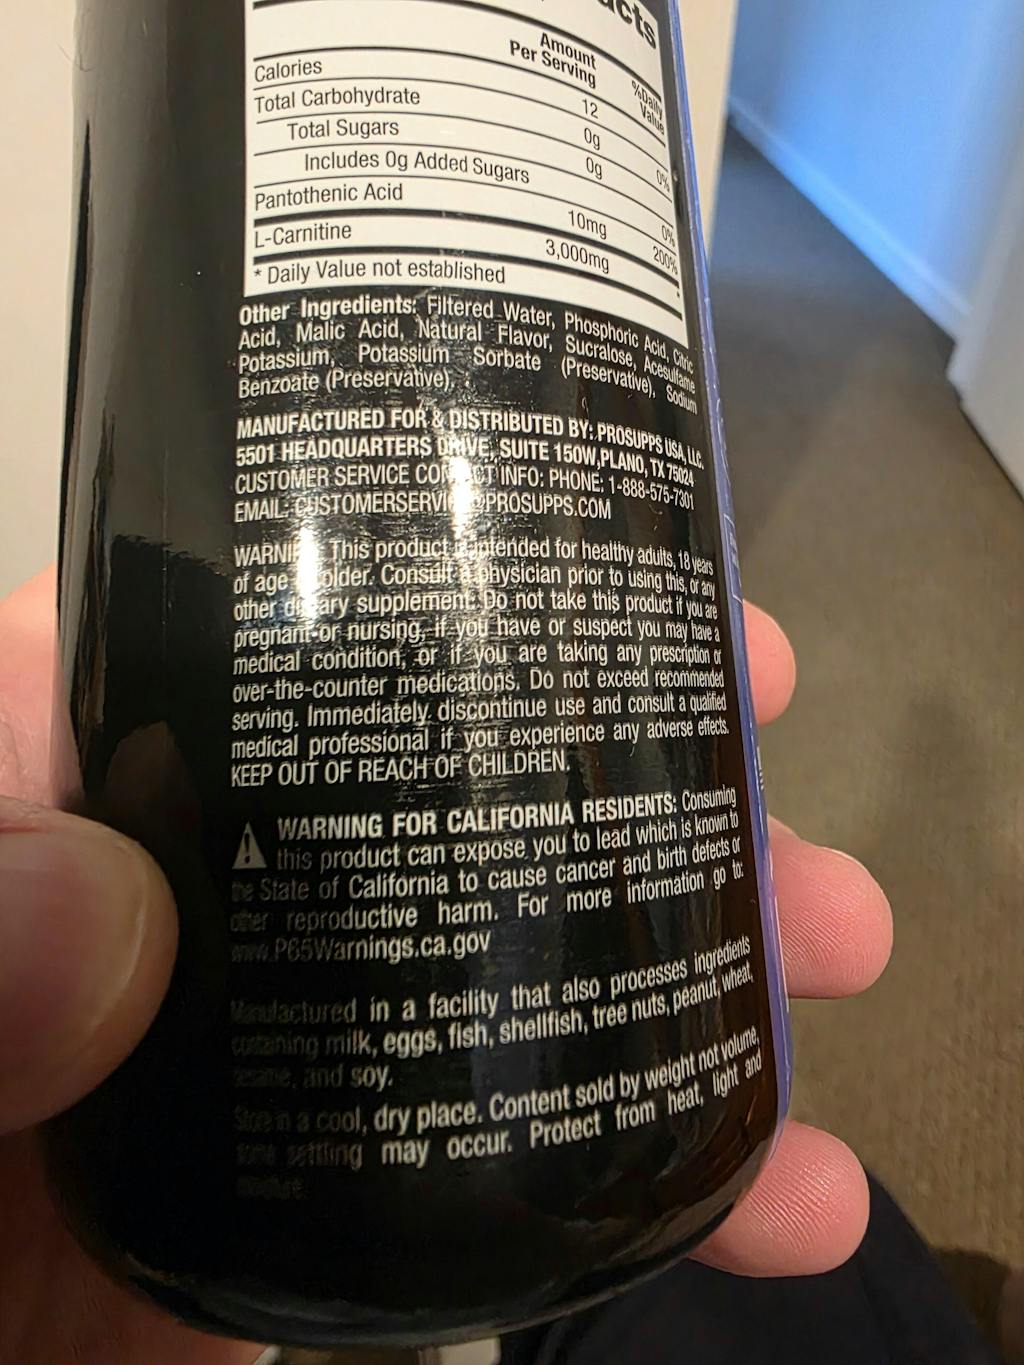 cts
Amount
Per Serving
%Daily
Value
Calories 12
Total Carbohydrate 0g 0%
Total Sugars 0g
Includes 0g Added Sugars 0%
Pantothenic Acid 10mg 200%
L-Carnitine 3,000mg *
* Daily Value not established
Other Ingredients: Filtered Water, Phosphoric Acid, Citric
Acid, Malic Acid, Natural Flavor, Sucralose, Acesulfame
Potassium, Potassium Sorbate (Preservative), Sodium
Benzoate (Preservative).
MANUFACTURED FOR & DISTRIBUTED BY: PROSUPPS USA, LLC.
5501 HEADQUARTERS DRIVE, SUITE 150W,PLANO, TX 75024
CUSTOMER SERVICE CONTACT INFO: PHONE: 1-888-575-7301
EMAIL: CUSTOMERSERVICE@PROSUPPS.COM
WARNING: This product is intended for healthy adults, 18 years
of age or older. Consult a physician prior to using this, or any
other dietary supplement. Do not take this product if you are
pregnant or nursing, if you have or suspect you may have a
medical condition, or if you are taking any prescription or
over-the-counter medications. Do not exceed recommended
serving. Immediately discontinue use and consult a qualified
medical professional if you experience any adverse effects.
KEEP OUT OF REACH OF CHILDREN.
WARNING FOR CALIFORNIA RESIDENTS: Consuming
this product can expose you to lead which is known to
the State of California to cause cancer and birth defects or
other reproductive harm. For more information go to:
www.P65Warnings.ca.gov
Manufactured in a facility that also processes ingredients
containing milk, eggs, fish, shellfish, tree nuts, peanut, wheat,
sesame, and soy.
Store in a cool, dry place. Content sold by weight not volume,
some settling may occur. Protect from heat, light and
moisture.